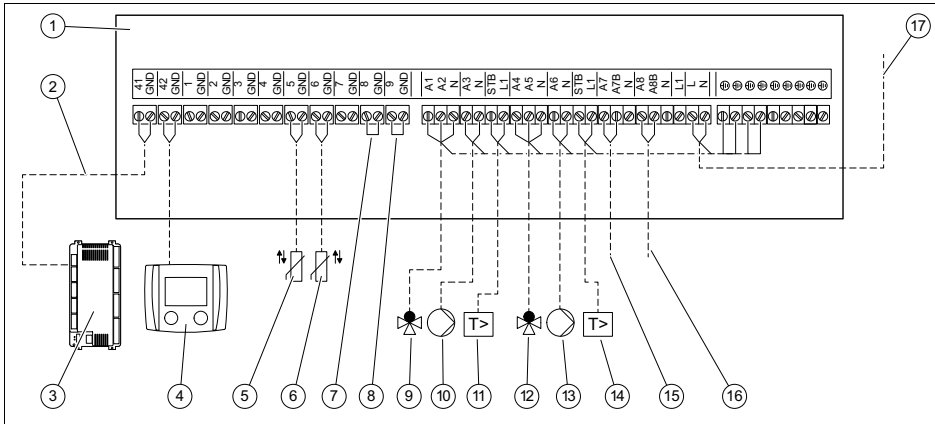 1
17
41 GND 42 GND 1 GND 2 GND 3 GND 4 GND 5 GND 6 GND 7 GND 8 GND 9 GND A1 A2 N A3 N STB L1 A4 A5 N A6 N STB L1 A7 A7B N A8 A8B N L1 L N
2
T>
T>
3 4 5 6 7 8 9 10 11 12 13 14 15 16